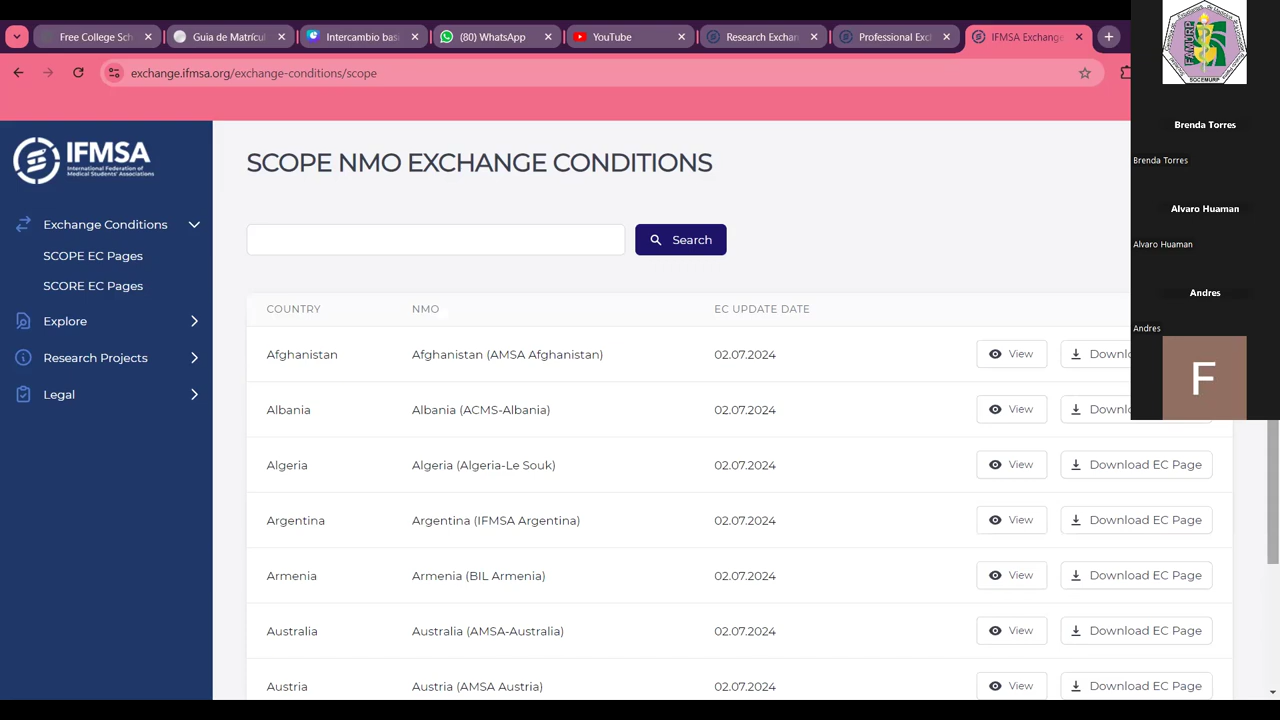 Free College Sch
Guia de Matrícul
Intercambio basi
(80) WhatsApp
YouTube
Research Exchan
Professional Exc
IFMSA Exchange
exchange.ifmsa.org/exchange-conditions/scope
IFMSA
International Federation of
Medical Students' Associations
Exchange Conditions
SCOPE EC Pages
SCORE EC Pages
Explore
Research Projects
Legal
SCOPE NMO EXCHANGE CONDITIONS
Search
COUNTRY NMO EC UPDATE DATE
Afghanistan Afghanistan (AMSA Afghanistan) 02.07.2024 View Downlo
Albania Albania (ACMS-Albania) 02.07.2024 View Downlo
Algeria Algeria (Algeria-Le Souk) 02.07.2024 View Download EC Page
Argentina Argentina (IFMSA Argentina) 02.07.2024 View Download EC Page
Armenia Armenia (BIL Armenia) 02.07.2024 View Download EC Page
Australia Australia (AMSA-Australia) 02.07.2024 View Download EC Page
Austria Austria (AMSA Austria) 02.07.2024 View Download EC Page
FAMURP
SOCEMURP
Brenda Torres
Brenda Torres
Alvaro Huaman
Alvaro Huaman
Andres
Andres
F